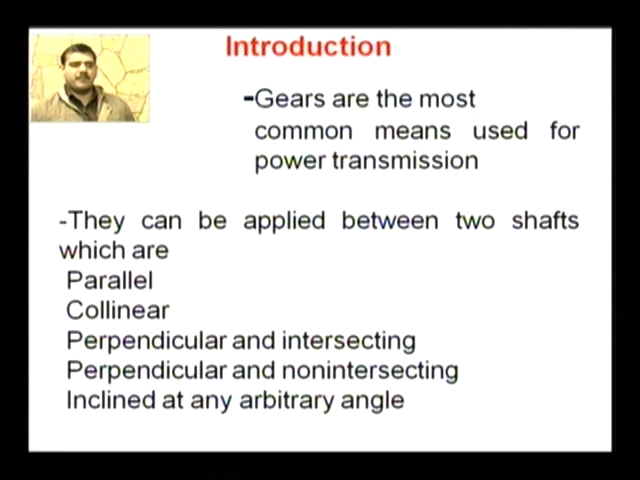 Introduction
-Gears are the most
common means used for
power transmission
-They can be applied between two shafts
which are
Parallel
Collinear
Perpendicular and intersecting
Perpendicular and nonintersecting
Inclined at any arbitrary angle